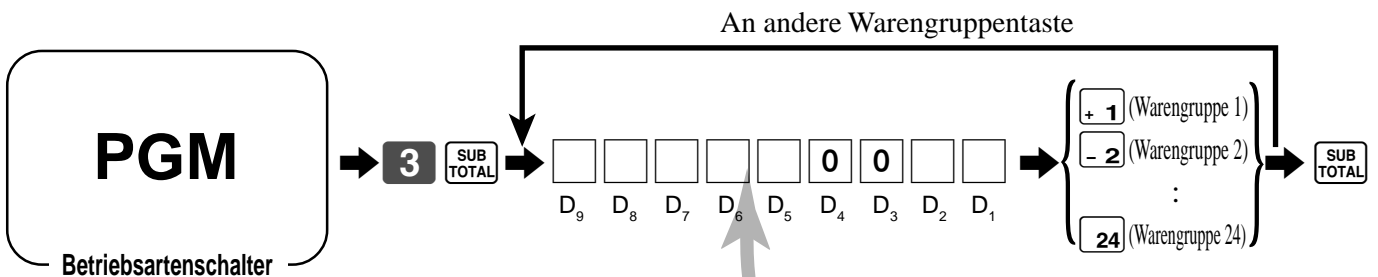 An andere Warengruppentaste
PGM
Betriebsartenschalter
3 SUB TOTAL
0 0
D9 D8 D7 D6 D5 D4 D3 D2 D1
+ 1 (Warengruppe 1)
− 2 (Warengruppe 2)
:
24 (Warengruppe 24)
SUB TOTAL